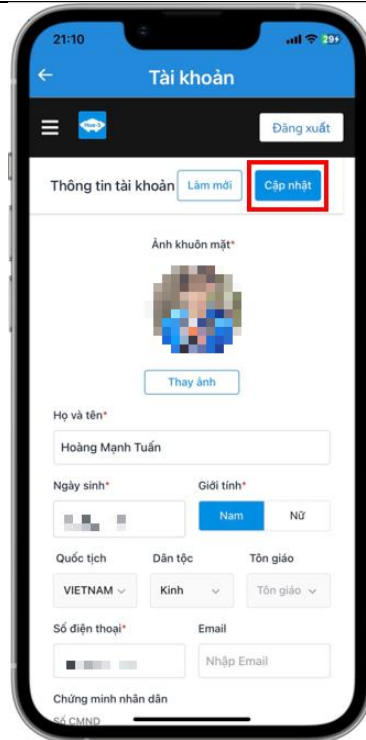 21:10 29+
Tài khoản
Hue-S Đăng xuất
Thông tin tài khoản Làm mới Cập nhật
Ảnh khuôn mặt*
Thay ảnh
Họ và tên*
Hoàng Mạnh Tuấn
Ngày sinh* Giới tính*
Nam Nữ
Quốc tịch Dân tộc Tôn giáo
VIETNAM Kinh Tôn giáo
Số điện thoại* Email
Nhập Email
Chứng minh nhân dân
Số CMND